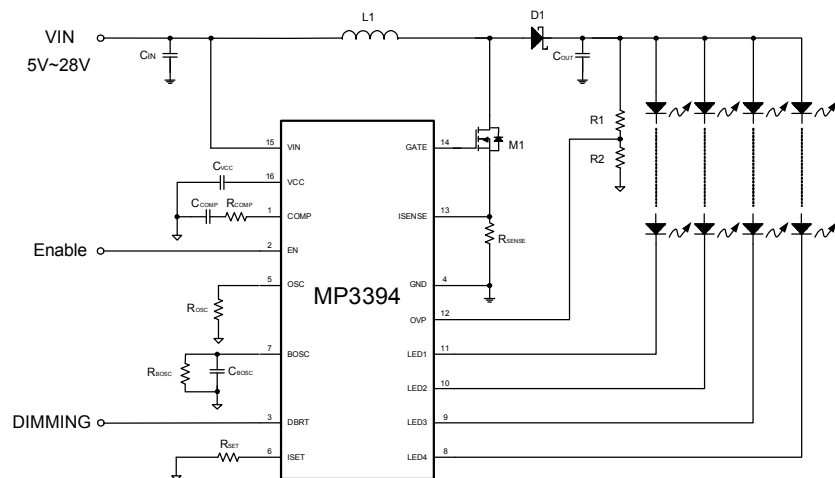 L1
D1
VIN
5V~28V
CIN
COUT
R1
R2
M1
15
VIN
GATE
14
CVCC
16
VCC
CCOMP
RCOMP
1
COMP
ISENSE
13
RSENSE
Enable
2
EN
MP3394
5
OSC
GND
4
ROSC
OVP
12
7
BOSC
LED1
11
RBOSC
CBOSC
LED2
10
DIMMING
3
DBRT
LED3
9
RSET
6
ISET
LED4
8